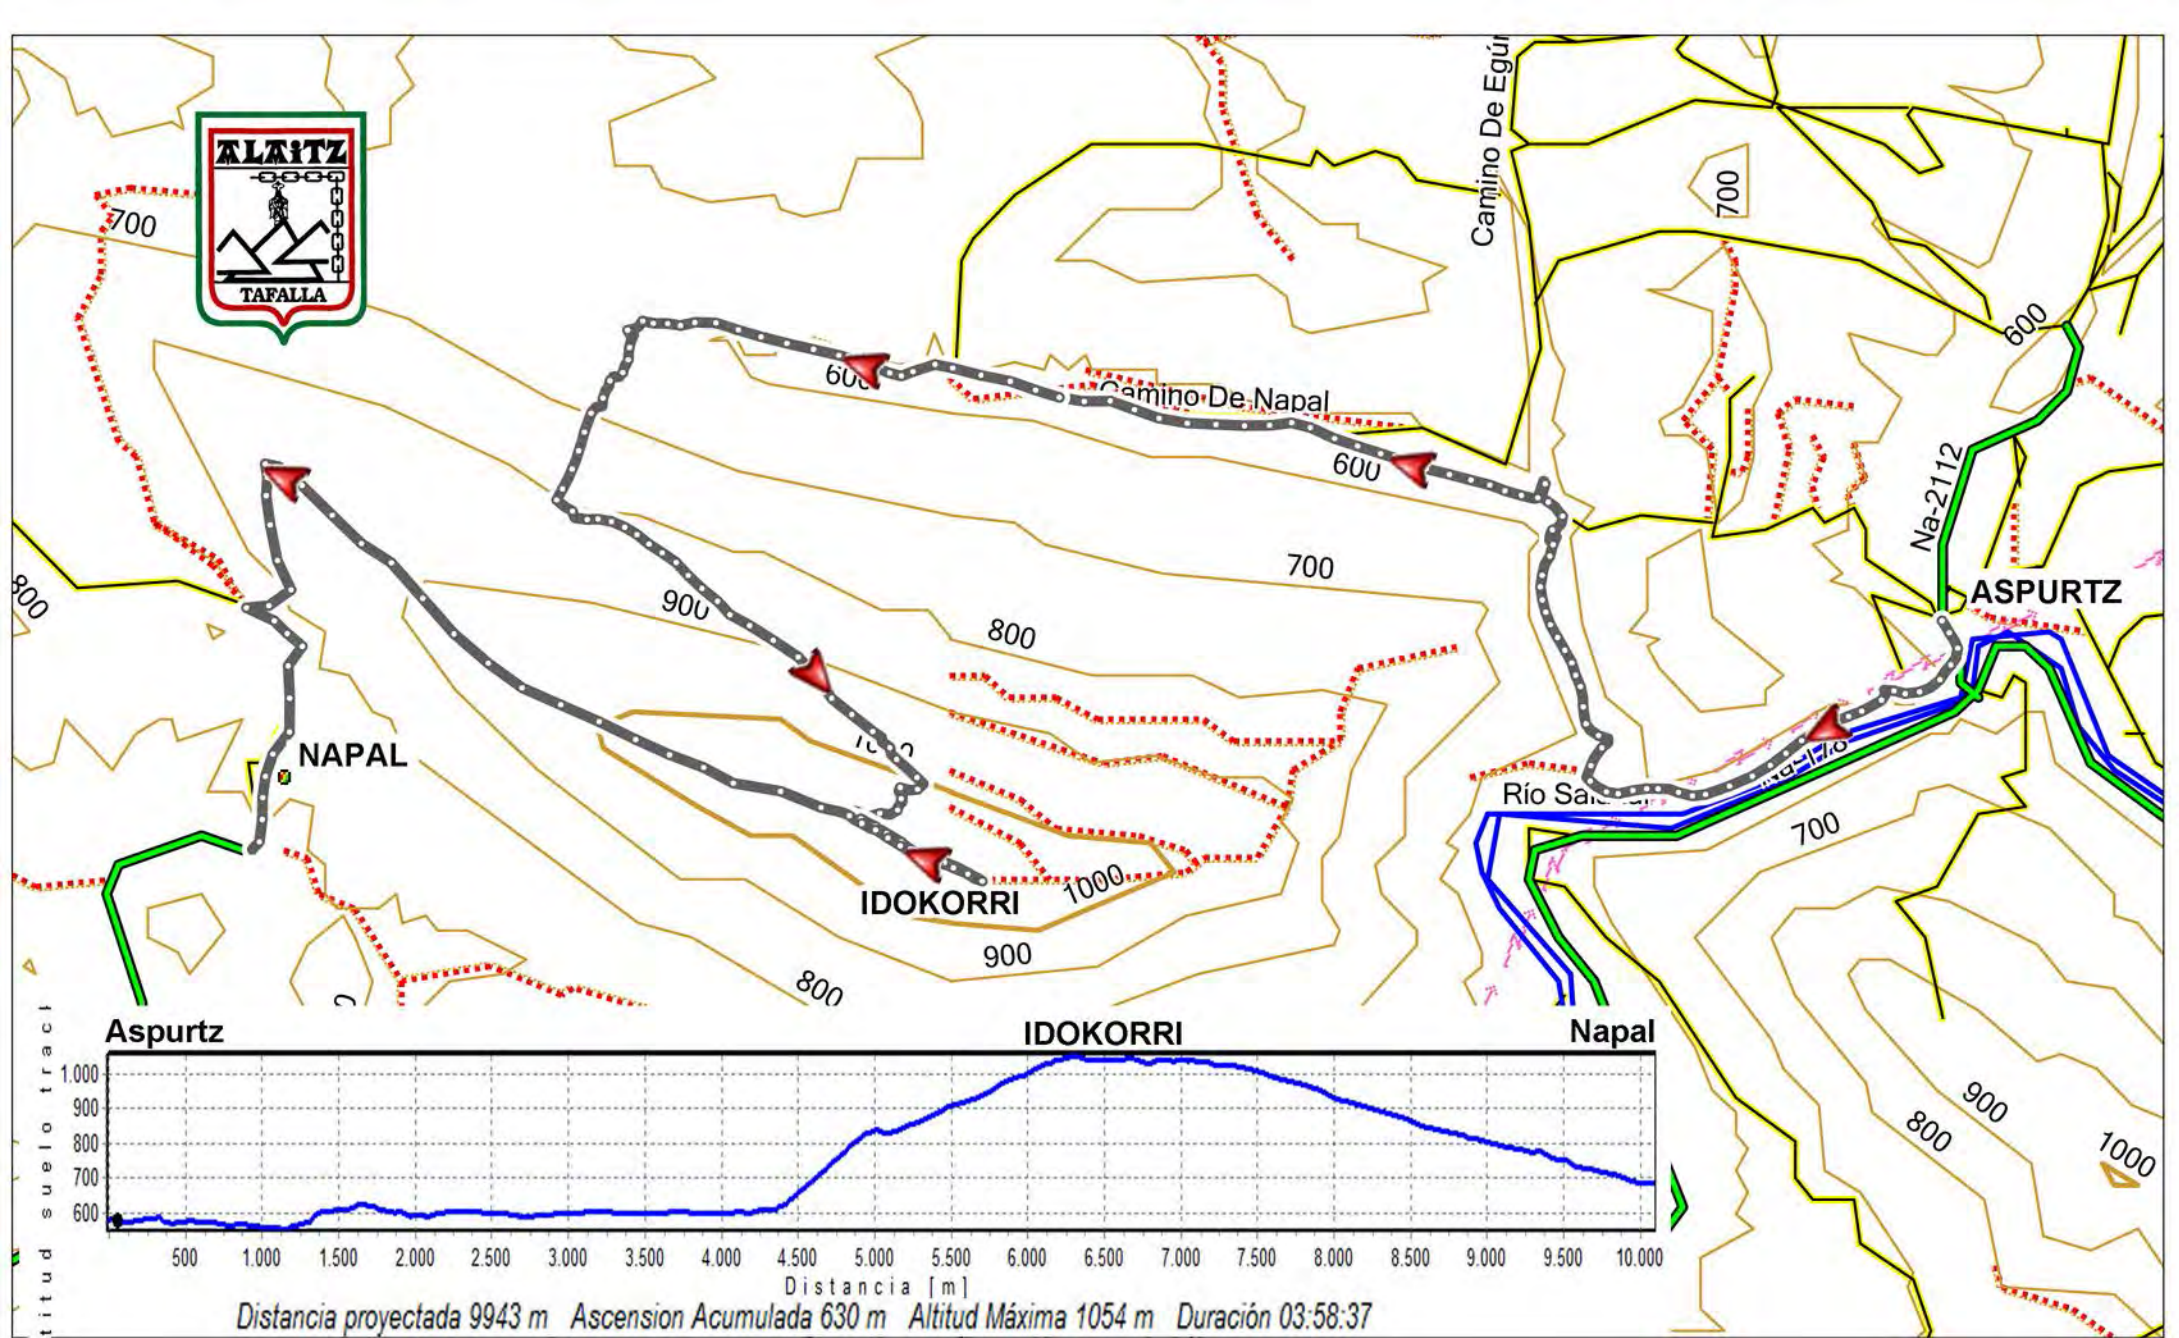 Camino De Egúr
ALAiTZ
TAFALLA
700
700
600
600
Camino De Napal
600
Na-2112
700
800
900
800
ASPURTZ
NAPAL
Río
700
IDOKORRI
1000
900
800
Aspurtz
IDOKORRI
Napal
titud suelo tracl
1.000
900
800
700
600
500 1.000 1.500 2.000 2.500 3.000 3.500 4.000 4.500 5.000 5.500 6.000 6.500 7.000 7.500 8.000 8.500 9.000 9.500 10.000
Distancia [m]
Distancia proyectada 9943 m Ascension Acumulada 630 m Altitud Máxima 1054 m Duración 03:58:37
900
800
1000